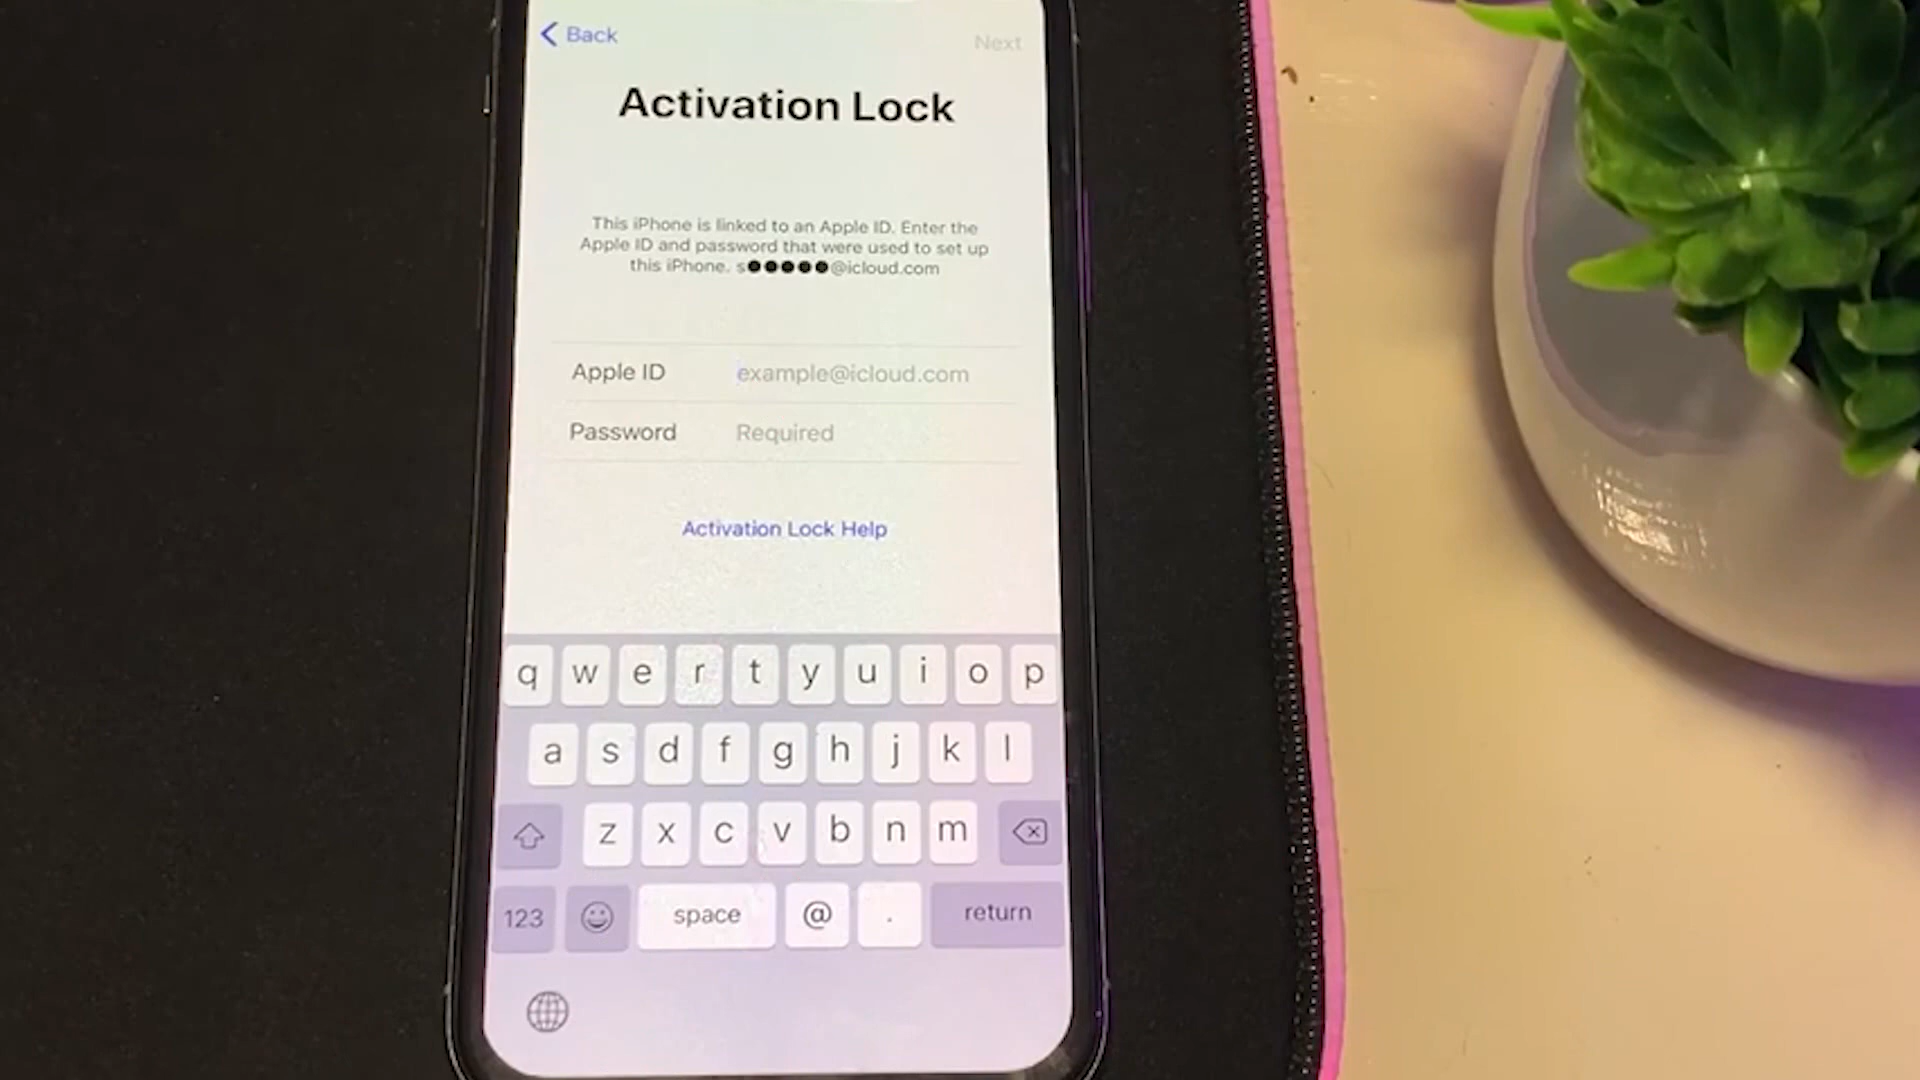 Back
Next
Activation Lock
This iPhone is linked to an Apple ID. Enter the
Apple ID and password that were used to set up
this iPhone. s●●●●●@icloud.com
Apple ID example@icloud.com
Password Required
Activation Lock Help
q w e r t y u i o p
a s d f g h j k l
z x c v b n m
123 space @ . return